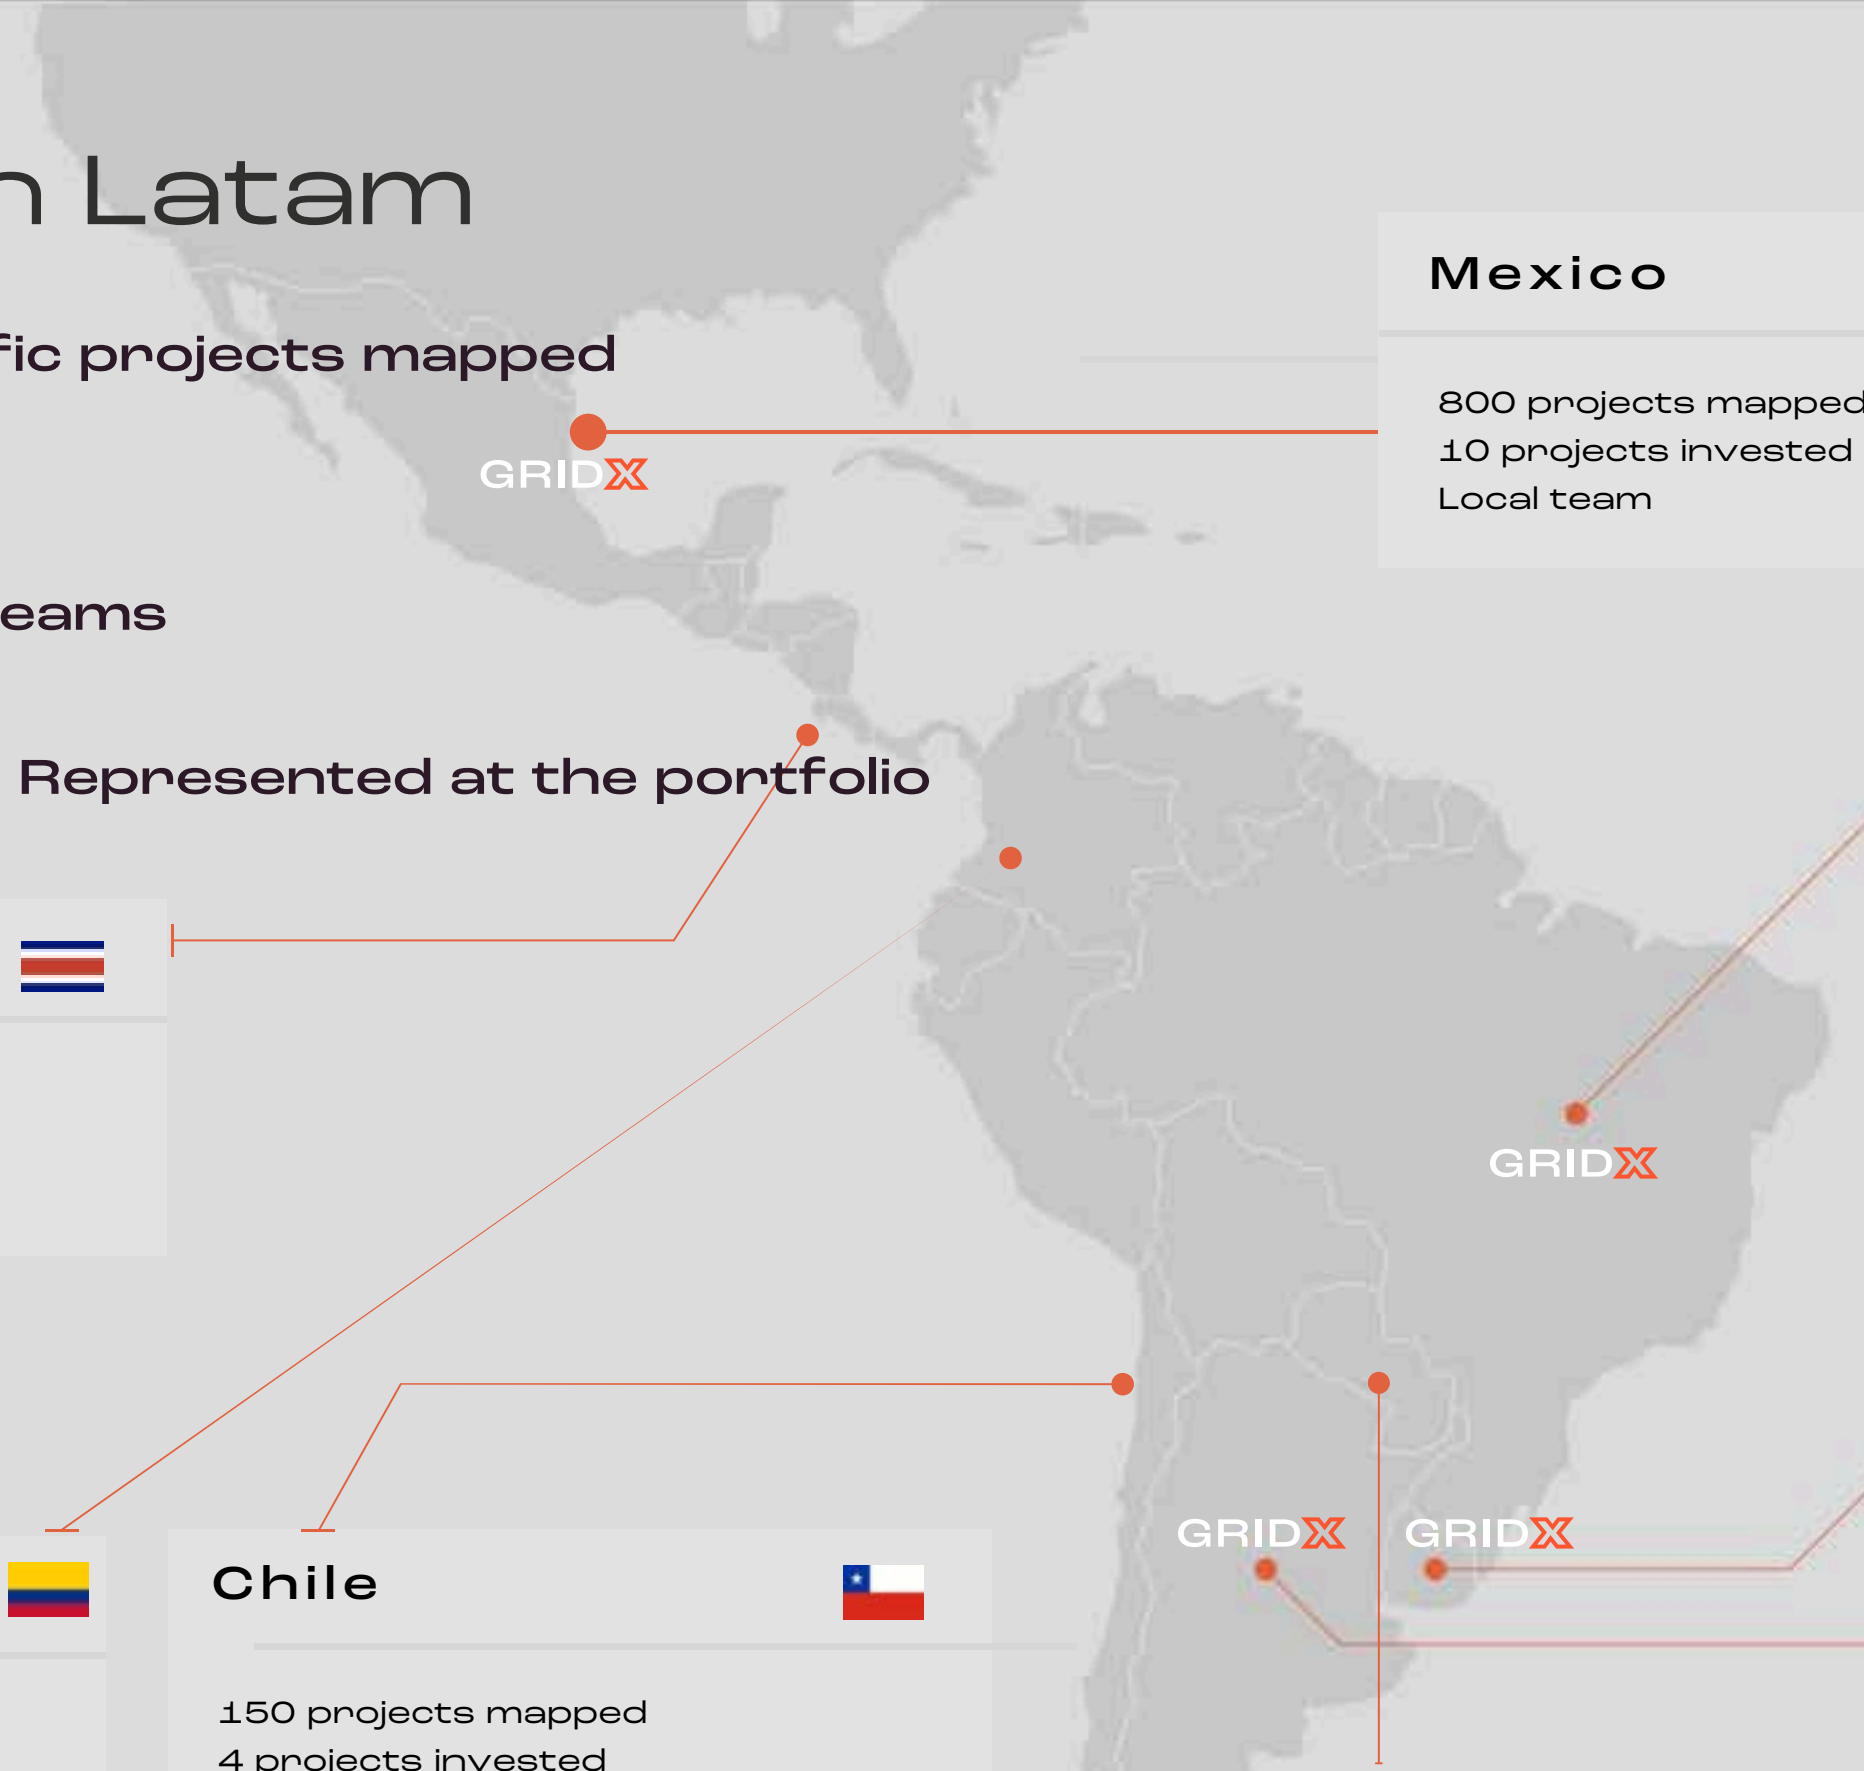 n Latam
Mexico
fic projects mapped
800 projects mapped
10 projects invested
Local team
GRIDX
eams
Represented at the portfolio
GRIDX
GRIDX
GRIDX
Chile
150 projects mapped
4 projects invested